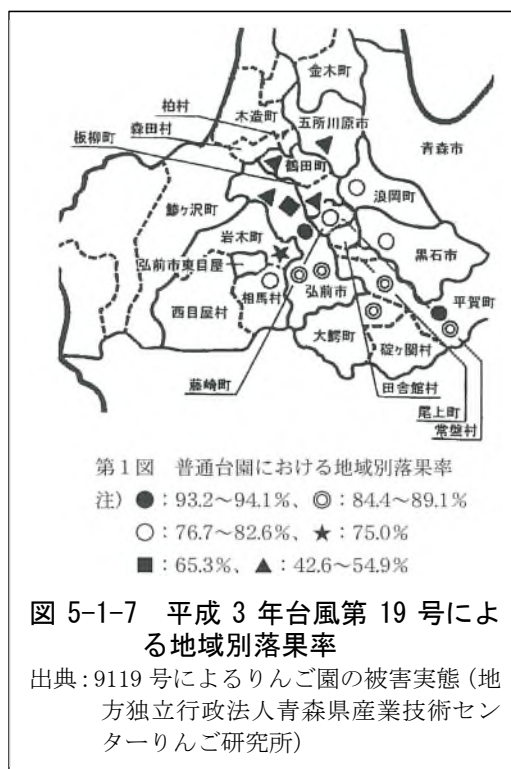 金木町
柏村
木造町
五所川原市
森田村
板柳町
青森市
鶴田町
浪岡町
鰺ヶ沢町
岩木町
黒石市
弘前市東目屋
相馬村
弘前市
平賀町
西目屋村
大鰐町
碇ヶ関村
藤崎町
田舎館村
尾上町
常盤村
第1図 普通台園における地域別落果率
注)●:93.2~94.1%、◎:84.4~89.1%
○:76.7~82.6%、★:75.0%
■:65.3%、▲:42.6~54.9%
図 5-1-7 平成 3 年台風第 19 号によ
る地域別落果率
出典:9119 号によるりんご園の被害実態(地
方独立行政法人青森県産業技術セン
ターりんご研究所)